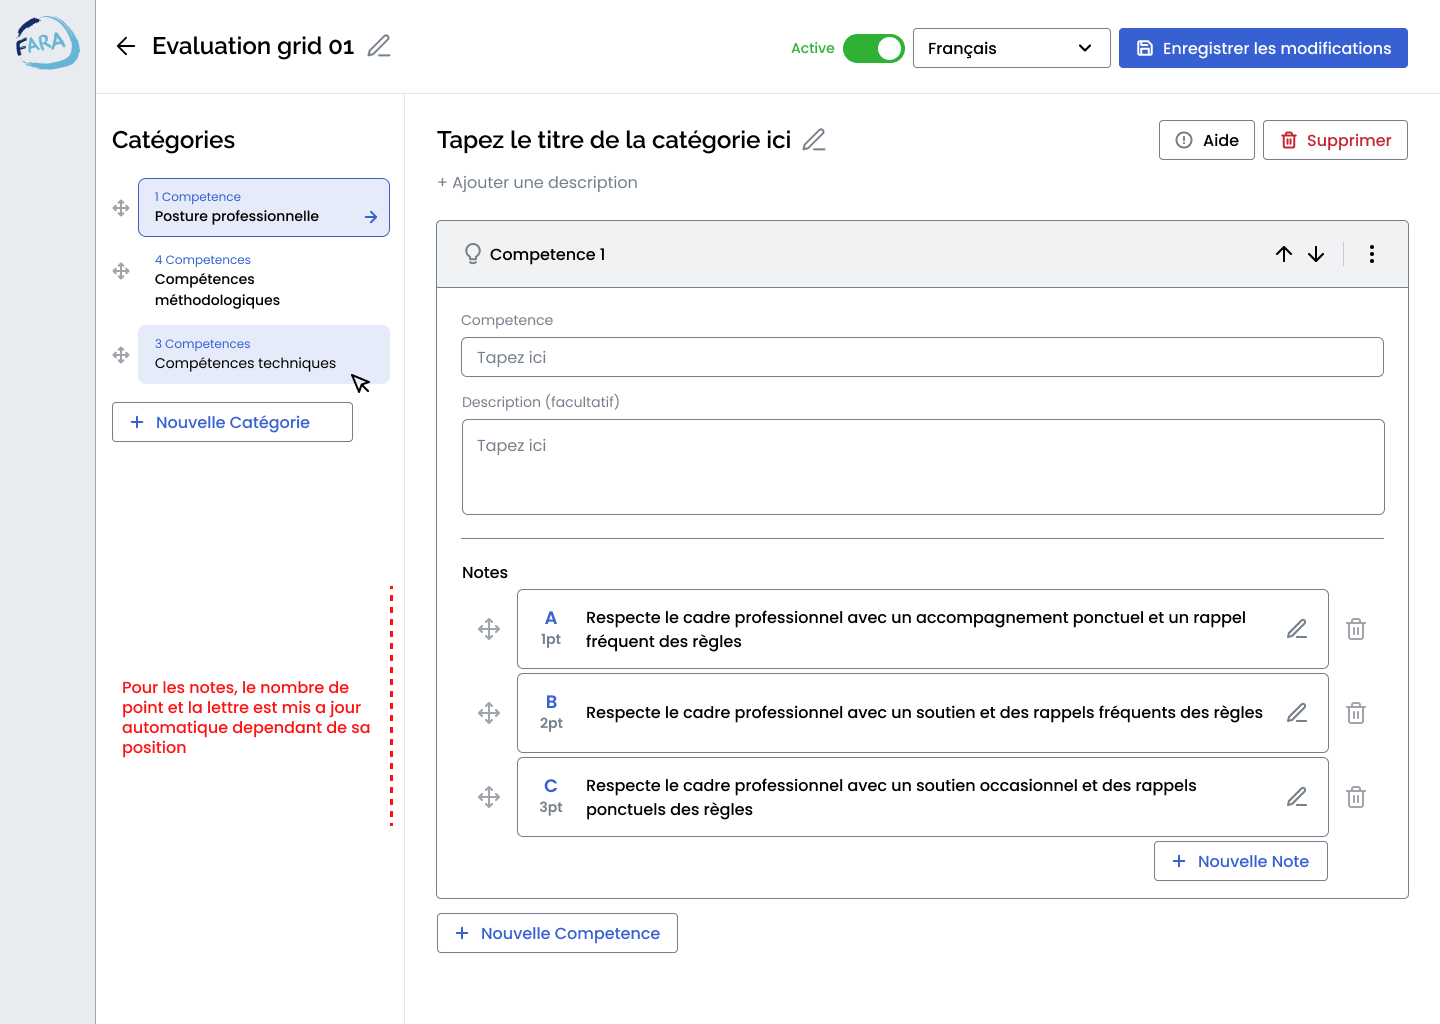 FARA
Evaluation grid 01
Active
Français
Enregistrer les modifications
Catégories
1 Competence
Posture professionnelle
4 Competences
Compétences
méthodologiques
3 Competences
Compétences techniques
+ Nouvelle Catégorie
Pour les notes, le nombre de
point et la lettre est mis a jour
automatique dependant de sa
position
Tapez le titre de la catégorie ici
Aide
Supprimer
+ Ajouter une description
Competence 1
Competence
Tapez ici
Description (facultatif)
Tapez ici
Notes
A
1pt
Respecte le cadre professionnel avec un accompagnement ponctuel et un rappel
fréquent des règles
B
2pt
Respecte le cadre professionnel avec un soutien et des rappels fréquents des règles
C
3pt
Respecte le cadre professionnel avec un soutien occasionnel et des rappels
ponctuels des règles
+ Nouvelle Note
+ Nouvelle Competence